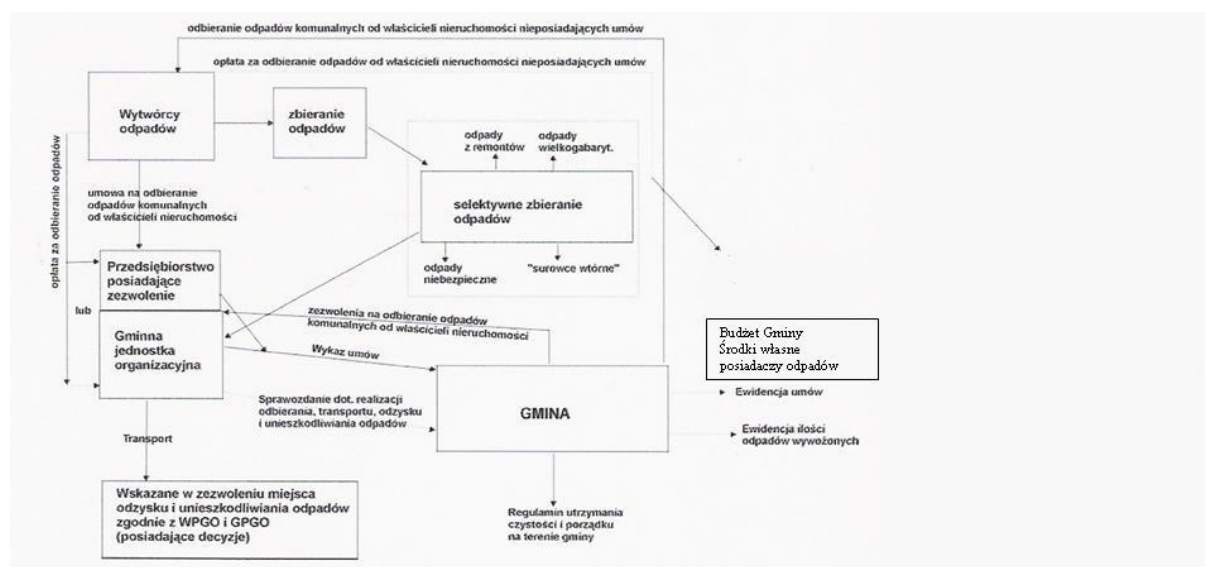 odbieranie odpadów komunalnych od właścicieli nieruchomości nieposiadających umów
opłata za odbieranie odpadów od właścicieli nieruchomości nieposiadających umów
Wytwórcy
odpadów
zbieranie
odpadów
odpady
z remontów
odpady
wielkogabaryt.
selektywne zbieranie
odpadów
odpady
niebezpieczne
"surowce wtórne"
opłata za odbieranie odpadów
umowa na odbieranie
odpadów komunalnych
od właścicieli nieruchomości
Przedsiębiorstwo
posiadające
zezwolenie
lub
Gminna
jednostka
organizacyjna
zezwolenia na odbieranie odpadów
komunalnych od właścicieli nieruchomości
Wykaz umów
Sprawozdanie dot. realizacji
odbierania, transportu, odzysku
i unieszkodliwiania odpadów
GMINA
Budżet Gminy
Środki własne
posiadaczy odpadów
Ewidencja umów
Ewidencja ilości
odpadów wywożonych
Transport
Wskazane w zezwoleniu miejsca
odzysku i unieszkodliwiania odpadów
zgodnie z WPGO i GPGO
(posiadające decyzje)
Regulamin utrzymania
czystości i porządku
na terenie gminy